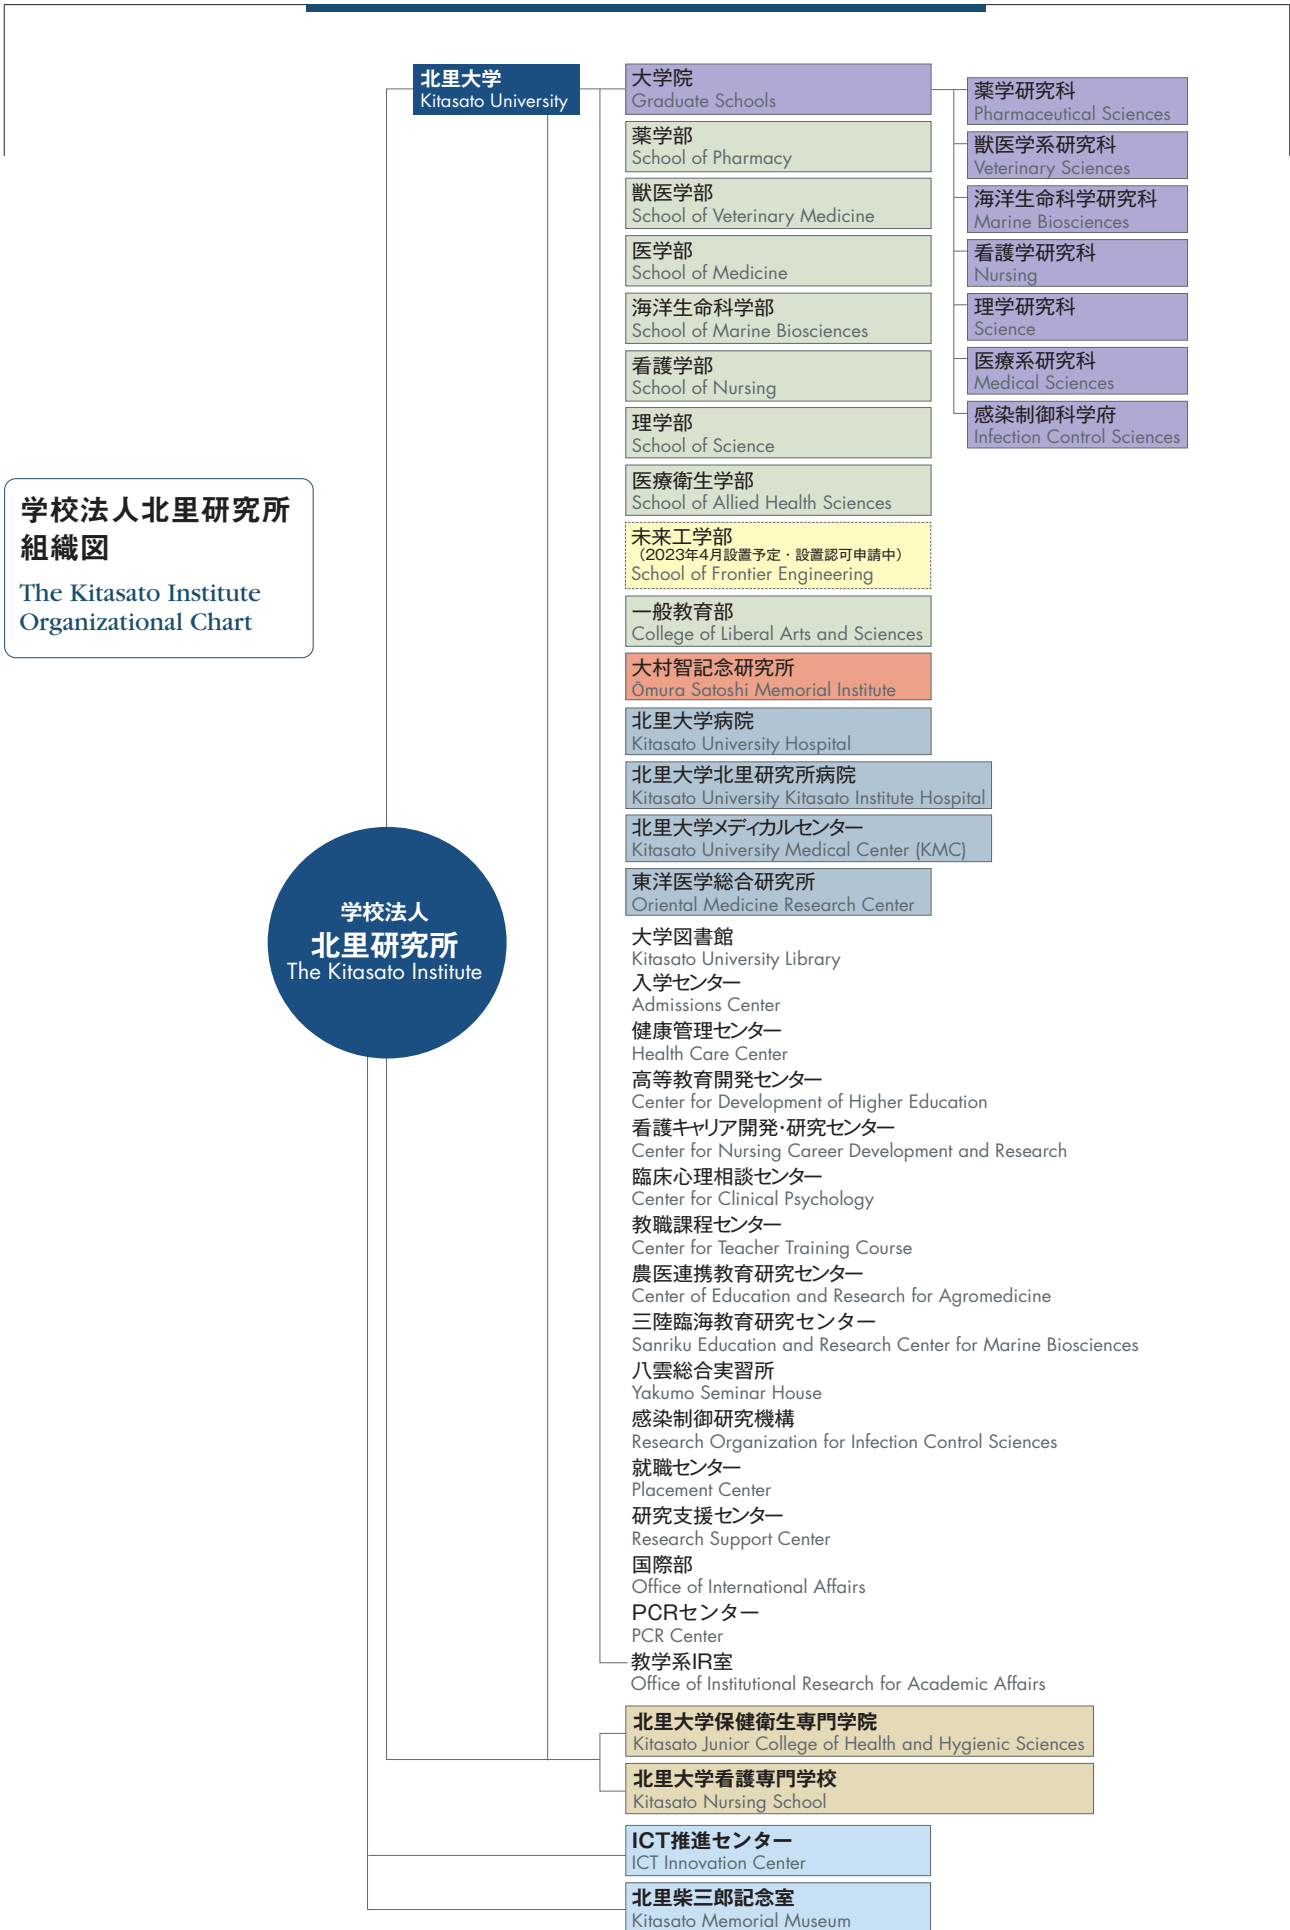 北里大学
Kitasato University
大学院
Graduate Schools
薬学部
School of Pharmacy
獣医学部
School of Veterinary Medicine
医学部
School of Medicine
海洋生命科学部
School of Marine Biosciences
看護学部
School of Nursing
理学部
School of Science
医療衛生学部
School of Allied Health Sciences
未来工学部
（2023年4月設置予定・設置認可申請中）
School of Frontier Engineering
一般教育部
College of Liberal Arts and Sciences
大村智記念研究所
Ōmura Satoshi Memorial Institute
北里大学病院
Kitasato University Hospital
北里大学北里研究所病院
Kitasato University Kitasato Institute Hospital
北里大学メディカルセンター
Kitasato University Medical Center (KMC)
東洋医学総合研究所
Oriental Medicine Research Center
大学図書館
Kitasato University Library
入学センター
Admissions Center
健康管理センター
Health Care Center
高等教育開発センター
Center for Development of Higher Education
看護キャリア開発・研究センター
Center for Nursing Career Development and Research
臨床心理相談センター
Center for Clinical Psychology
教職課程センター
Center for Teacher Training Course
農医連携教育研究センター
Center of Education and Research for Agromedicine
三陸臨海教育研究センター
Sanriku Education and Research Center for Marine Biosciences
八雲総合実習所
Yakumo Seminar House
感染制御研究機構
Research Organization for Infection Control Sciences
就職センター
Placement Center
研究支援センター
Research Support Center
国際部
Office of International Affairs
PCRセンター
PCR Center
教学系IR室
Office of Institutional Research for Academic Affairs
薬学研究科
Pharmaceutical Sciences
獣医学系研究科
Veterinary Sciences
海洋生命科学研究科
Marine Biosciences
看護学研究科
Nursing
理学研究科
Science
医療系研究科
Medical Sciences
感染制御科学府
Infection Control Sciences
学校法人北里研究所
組織図
The Kitasato Institute
Organizational Chart
学校法人
北里研究所
The Kitasato Institute
北里大学保健衛生専門学院
Kitasato Junior College of Health and Hygienic Sciences
北里大学看護専門学校
Kitasato Nursing School
ICT推進センター
ICT Innovation Center
北里柴三郎記念室
Kitasato Memorial Museum